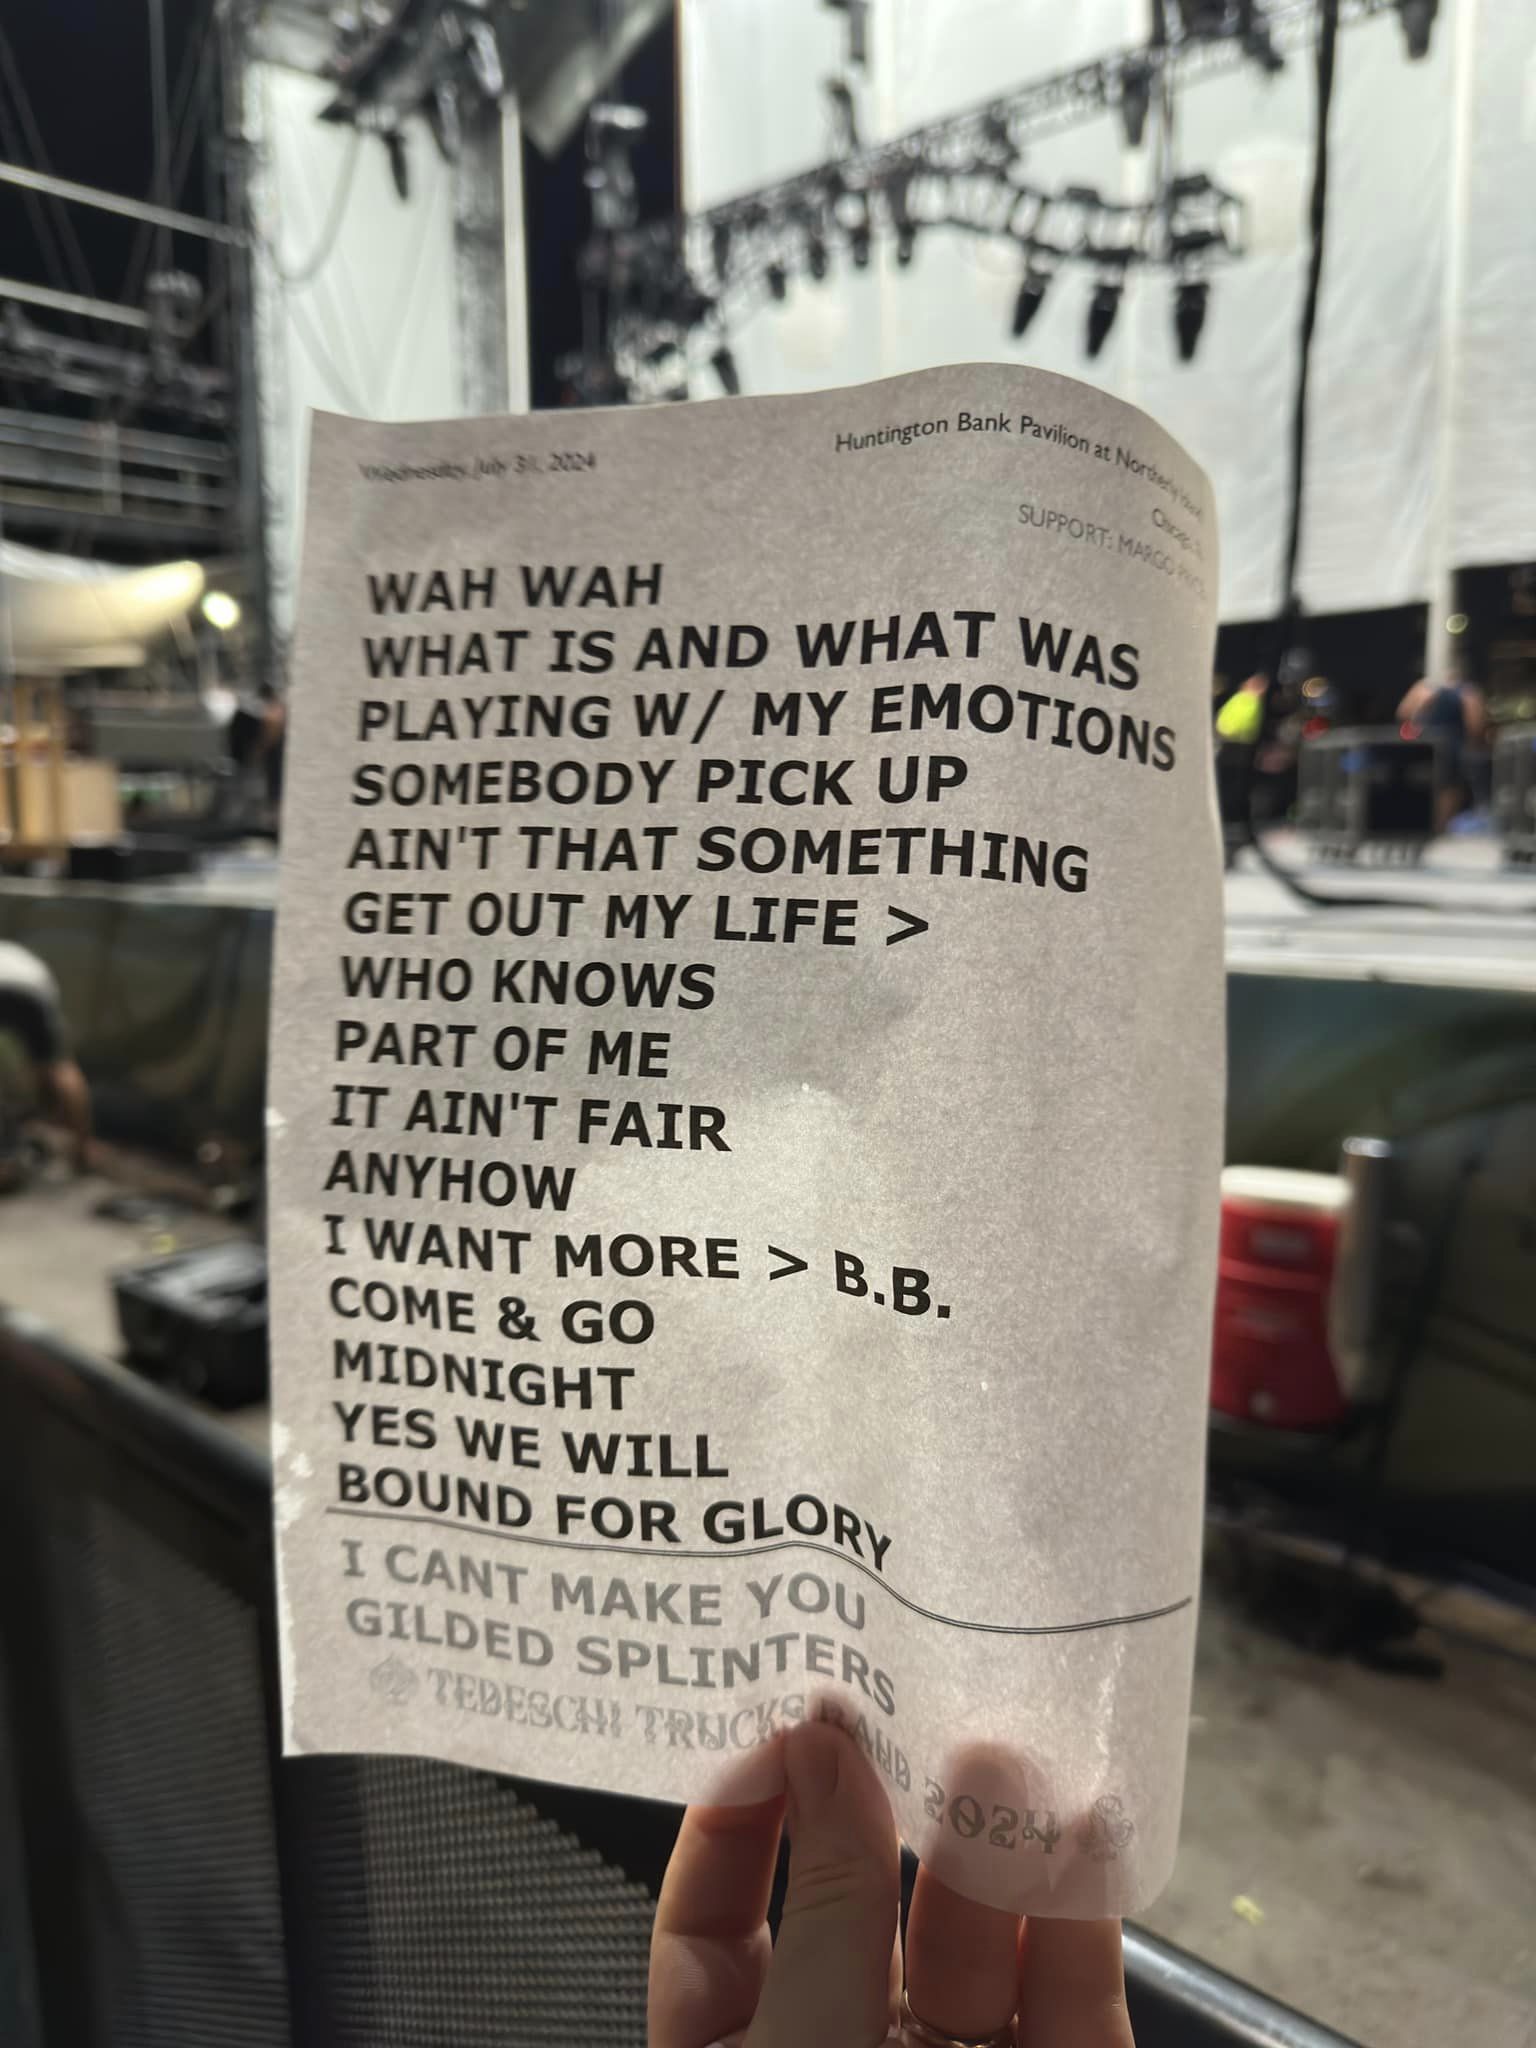 Wednesday, July 31, 2024
Huntington Bank Pavilion at Northerly Island
Chicago, IL
SUPPORT: MARGO PRICE
WAH WAH
WHAT IS AND WHAT WAS
PLAYING W/ MY EMOTIONS
SOMEBODY PICK UP
AIN'T THAT SOMETHING
GET OUT MY LIFE >
WHO KNOWS
PART OF ME
IT AIN'T FAIR
ANYHOW
I WANT MORE > B.B.
COME & GO
MIDNIGHT
YES WE WILL
BOUND FOR GLORY
I CANT MAKE YOU
GILDED SPLINTERS
TEDESCHI TRUCKS BAND 2024